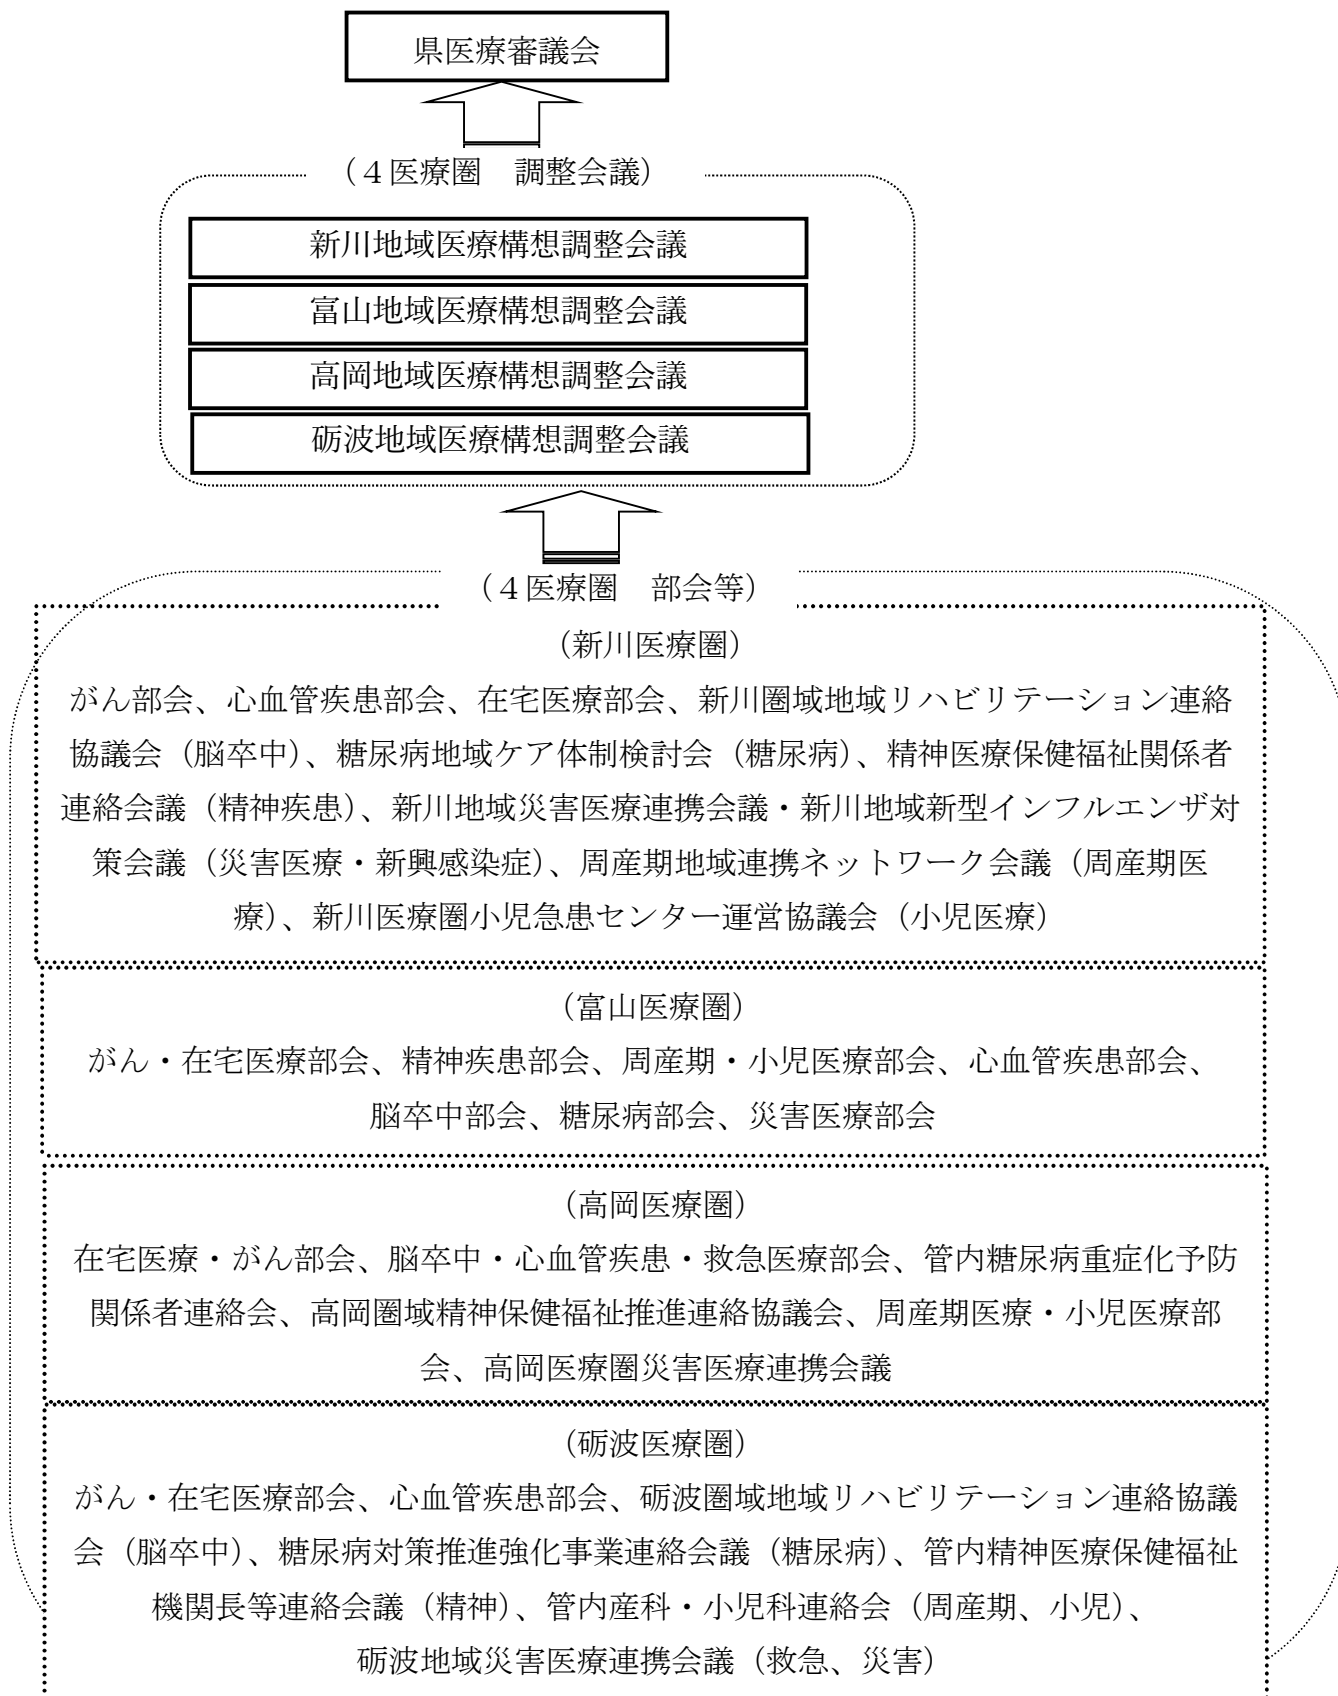 県医療審議会
（４医療圏　調整会議）
新川地域医療構想調整会議
富山地域医療構想調整会議
高岡地域医療構想調整会議
砺波地域医療構想調整会議
（４医療圏　部会等）
（新川医療圏）
がん部会、心血管疾患部会、在宅医療部会、新川圏域地域リハビリテーション連絡
協議会（脳卒中）、糖尿病地域ケア体制検討会（糖尿病）、精神医療保健福祉関係者
連絡会議（精神疾患）、新川地域災害医療連携会議・新川地域新型インフルエンザ対
策会議（災害医療・新興感染症）、周産期地域連携ネットワーク会議（周産期医
療）、新川医療圏小児急患センター運営協議会（小児医療）
（富山医療圏）
がん・在宅医療部会、精神疾患部会、周産期・小児医療部会、心血管疾患部会、
脳卒中部会、糖尿病部会、災害医療部会
（高岡医療圏）
在宅医療・がん部会、脳卒中・心血管疾患・救急医療部会、管内糖尿病重症化予防
関係者連絡会、高岡圏域精神保健福祉推進連絡協議会、周産期医療・小児医療部
会、高岡医療圏災害医療連携会議
（砺波医療圏）
がん・在宅医療部会、心血管疾患部会、砺波圏域地域リハビリテーション連絡協議
会（脳卒中）、糖尿病対策推進強化事業連絡会議（糖尿病）、管内精神医療保健福祉
機関長等連絡会議（精神）、管内産科・小児科連絡会（周産期、小児）、
砺波地域災害医療連携会議（救急、災害）